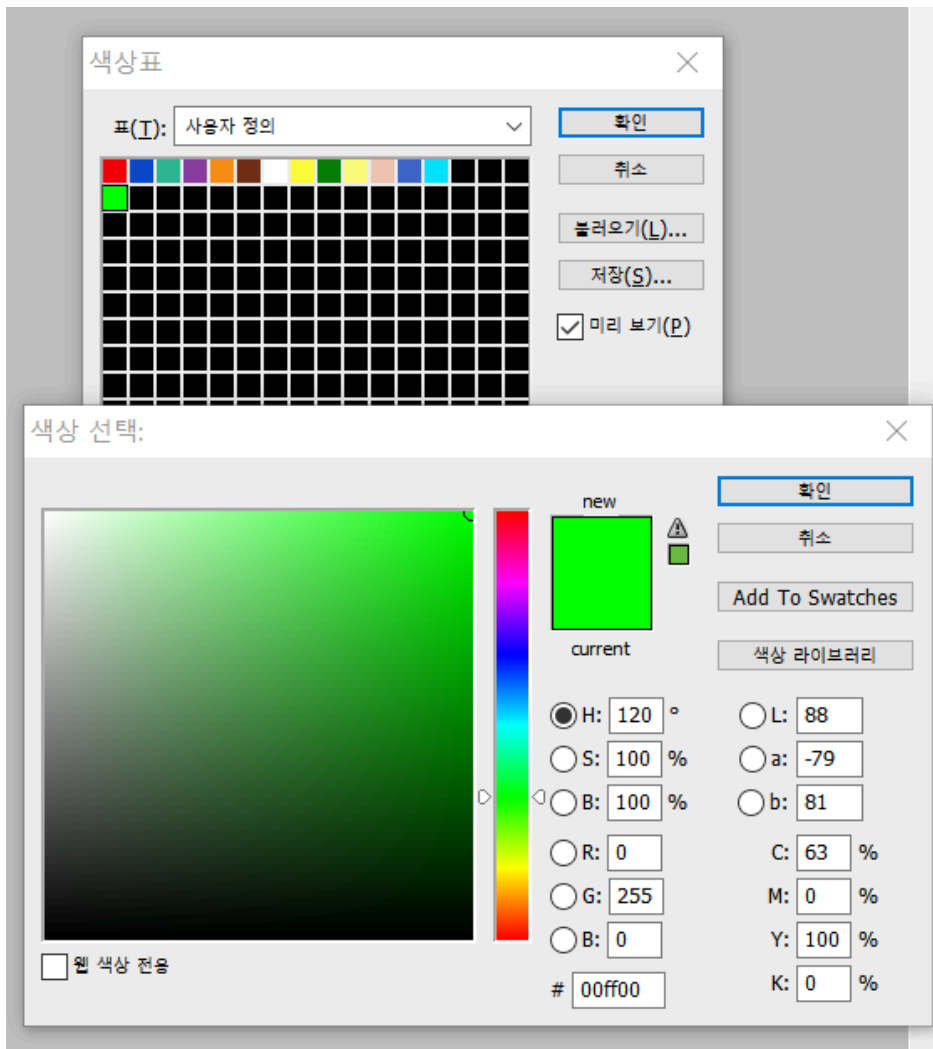 색상표
표(T): 사용자 정의
확인
취소
불러오기(L)...
저장(S)...
미리 보기(P)
색상 선택:
new
current
확인
취소
Add To Swatches
색상 라이브러리
H: 120 °
S: 100 %
B: 100 %
R: 0
G: 255
B: 0
# 00ff00
L: 88
a: -79
b: 81
C: 63 %
M: 0 %
Y: 100 %
K: 0 %
웹 색상 전용